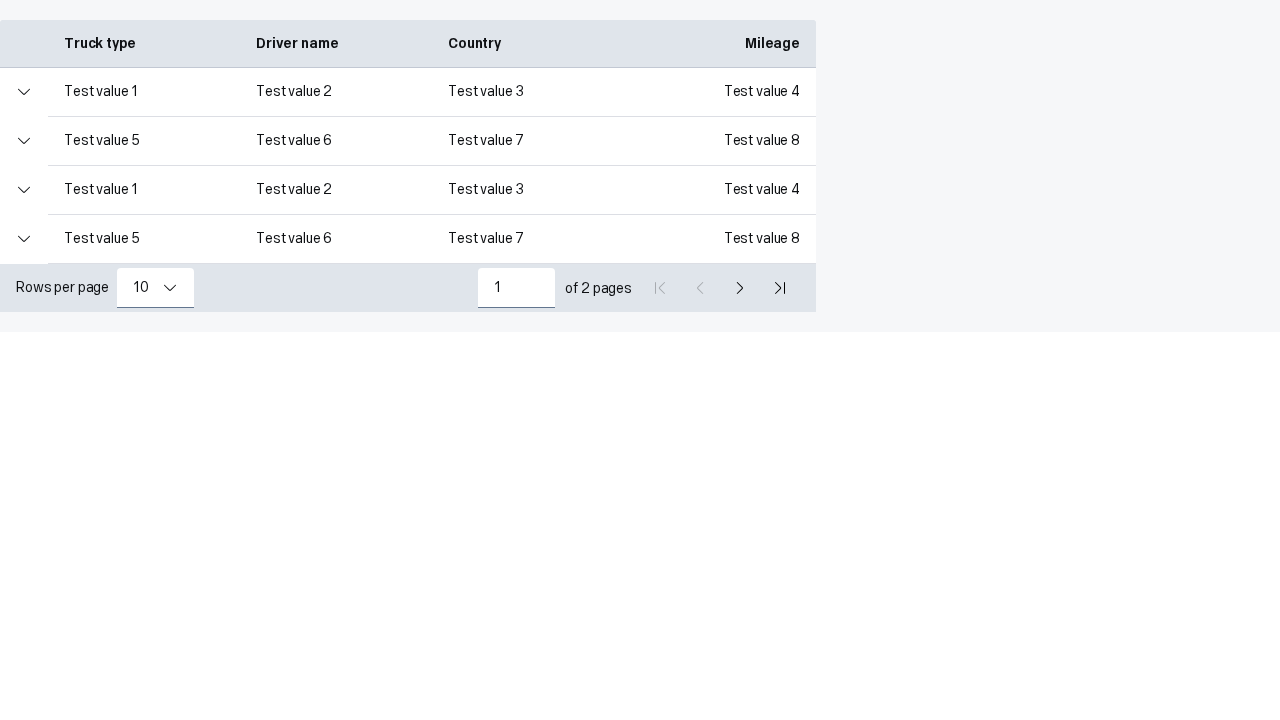 Truck type Driver name Country Mileage
Test value 1 Test value 2 Test value 3 Test value 4
Test value 5 Test value 6 Test value 7 Test value 8
Test value 1 Test value 2 Test value 3 Test value 4
Test value 5 Test value 6 Test value 7 Test value 8
Rows per page 10 1 of 2 pages